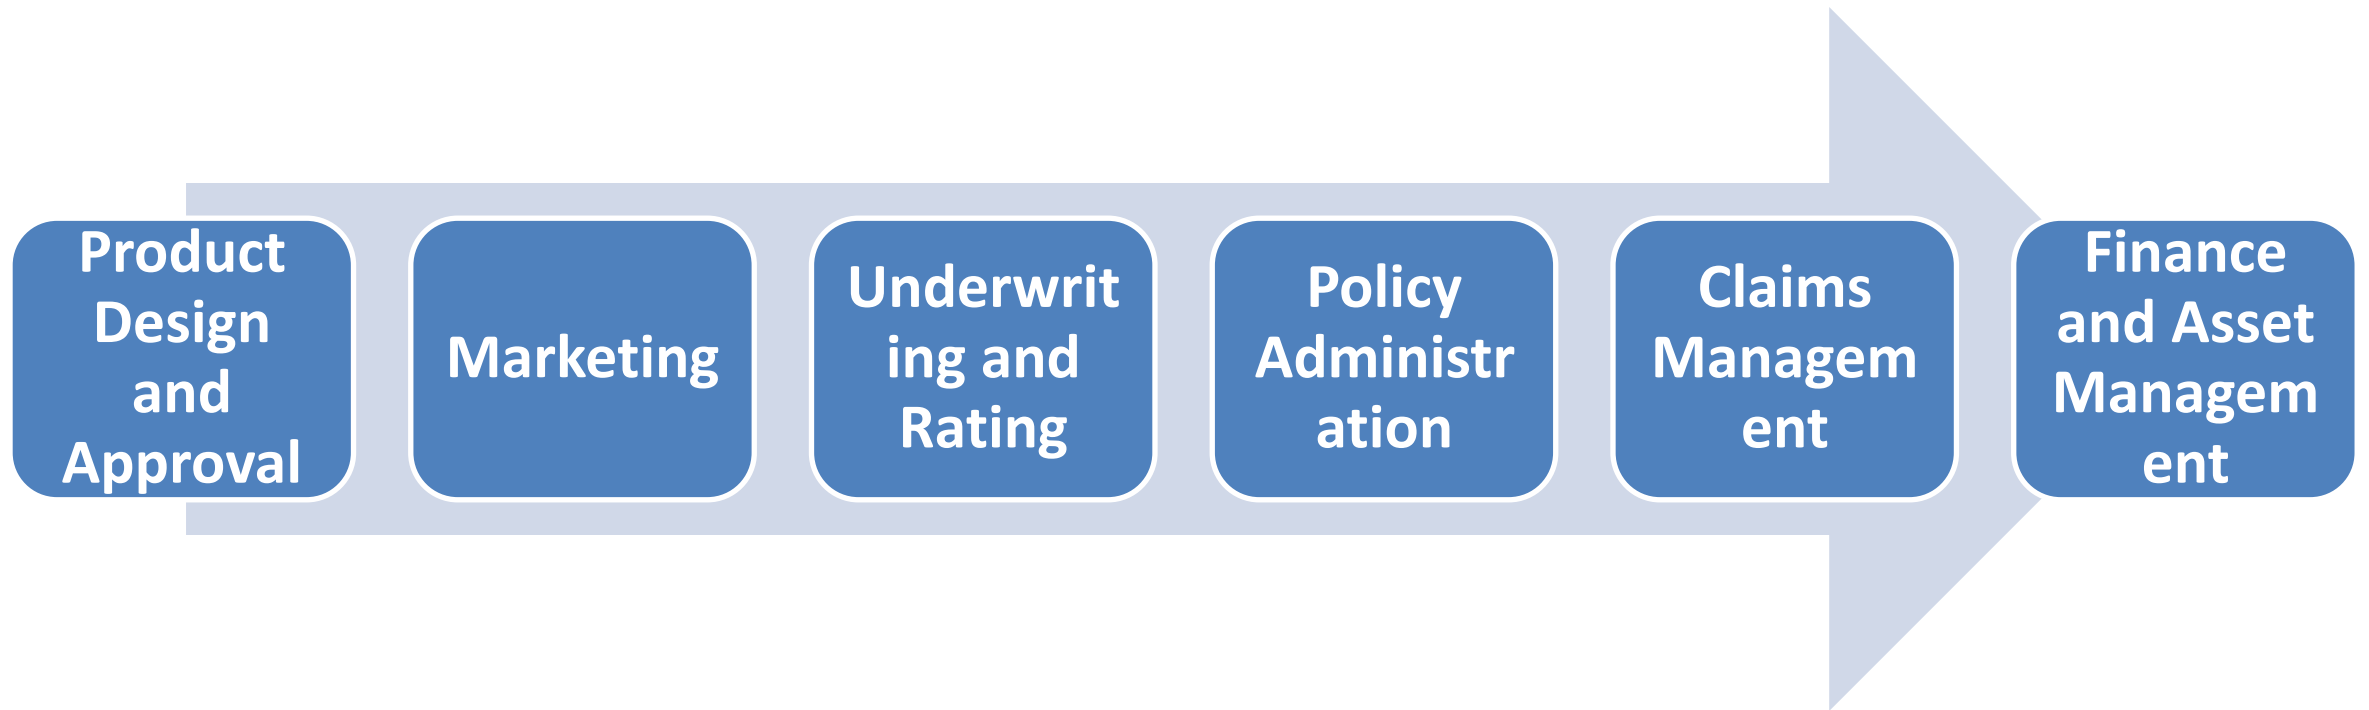 Product
Design
and
Approval
Marketing
Underwrit
ing and
Rating
Policy
Administr
ation
Claims
Managem
ent
Finance
and Asset
Managem
ent